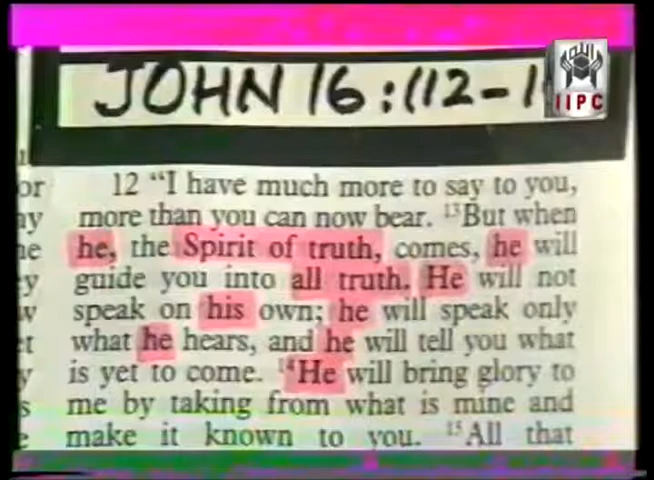 JOHN 16:(12-1
IIPC
12 "I have much more to say to you,
more than you can now bear. 13But when
he, the Spirit of truth, comes, he will
guide you into all truth. He will not
speak on his own; he will speak only
what he hears, and he will tell you what
is yet to come. 14He will bring glory to
me by taking from what is mine and
make it known to you. 15All that